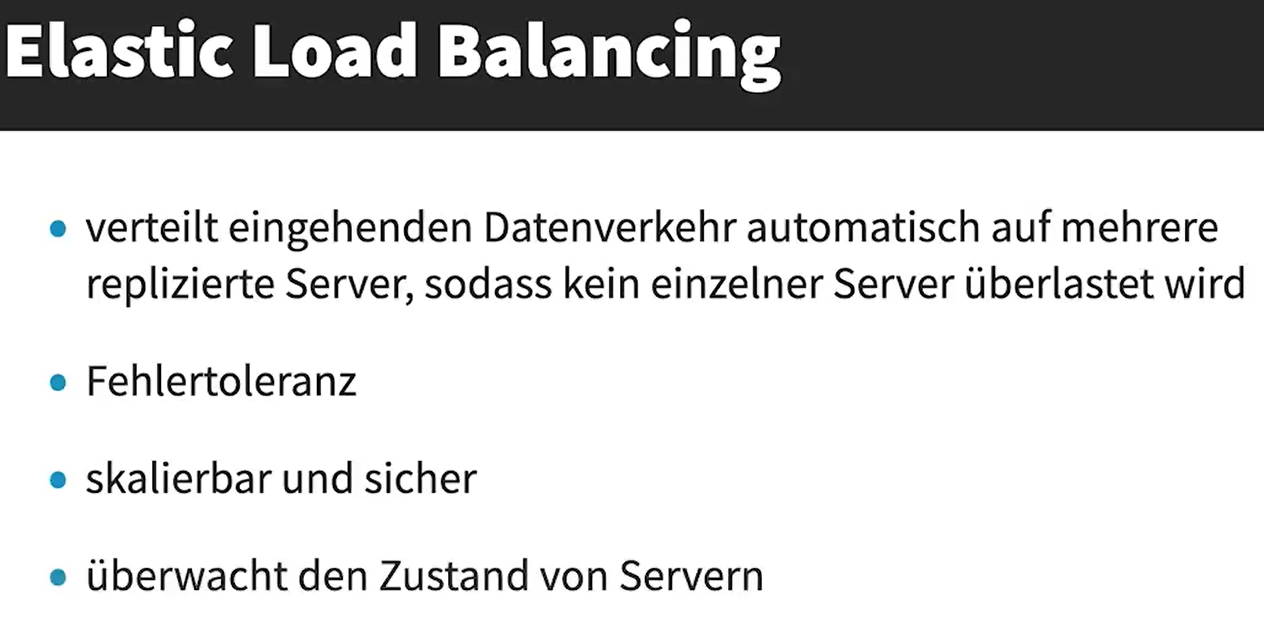 Elastic Load Balancing
• verteilt eingehenden Datenverkehr automatisch auf mehrere
replizierte Server, sodass kein einzelner Server überlastet wird
• Fehlertoleranz
• skalierbar und sicher
• überwacht den Zustand von Servern